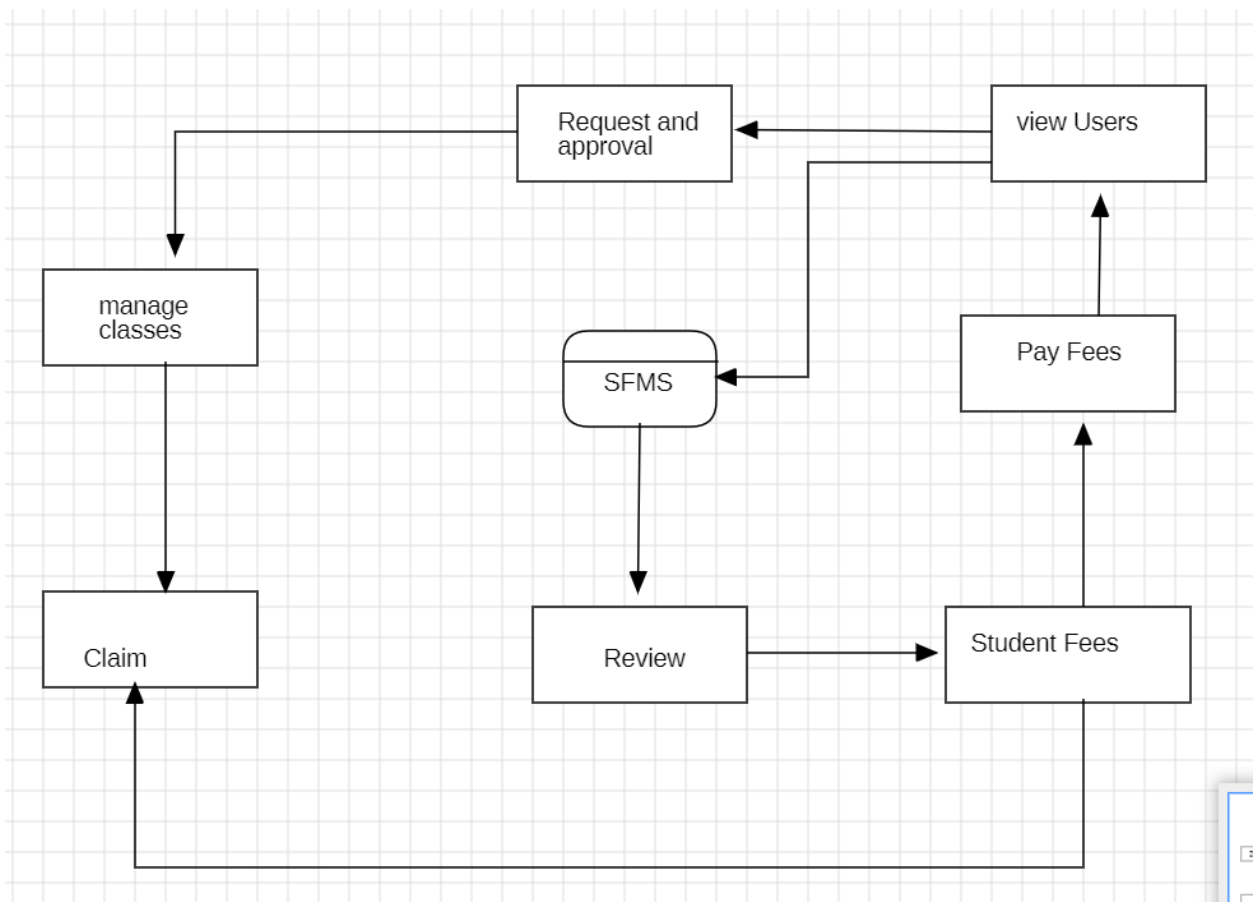 Request and
approval
view Users
manage
classes
SFMS
Pay Fees
Claim
Review
Student Fees